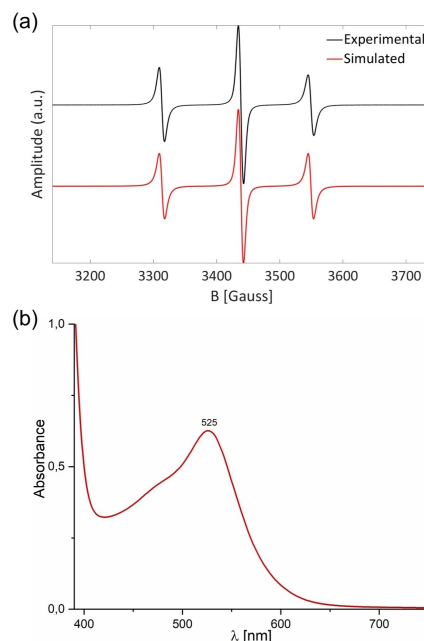 (a)
Experimental
Simulated
Amplitude (a.u.)
3200 3300 3400 3500 3600 3700
B [Gauss]
(b)
1,0
525
Absorbance
0,5
0,0
400 500 600 700
λ [nm]